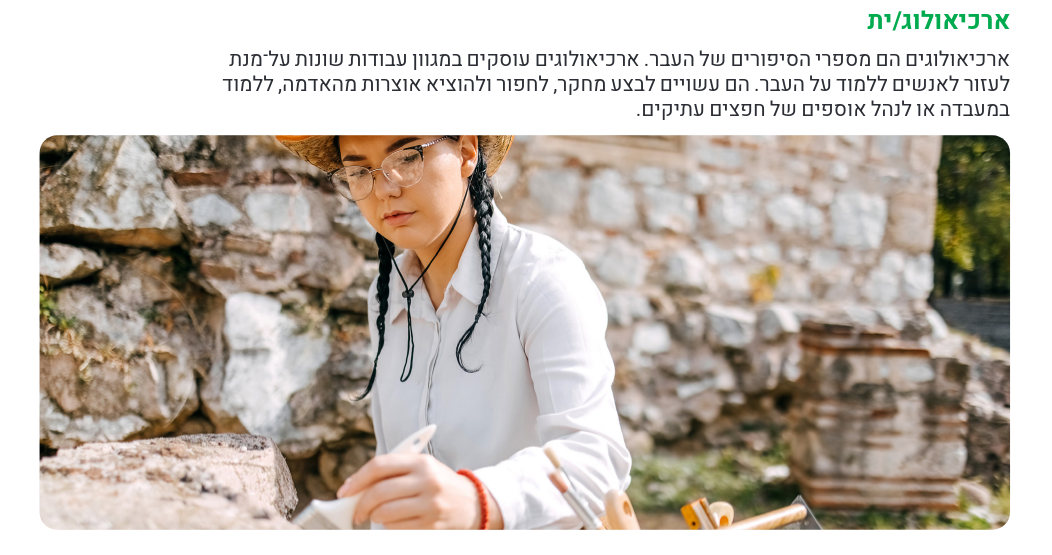 ארכיאולוג/ית
ארכיאולוגים הם מספרי הסיפורים של העבר. ארכיאולוגים עוסקים במגוון עבודות שונות על־מנת
לעזור לאנשים ללמוד על העבר. הם עשויים לבצע מחקר, לחפור ולהוציא אוצרות מהאדמה, ללמוד
במעבדה או לנהל אוספים של חפצים עתיקים.